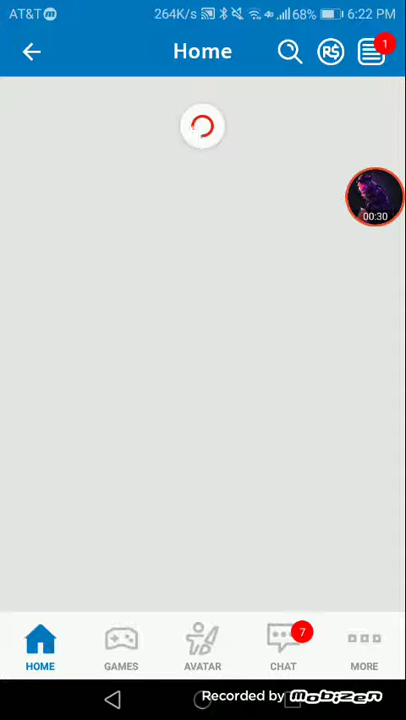 AT&T m 264K/s 68% 6:22 PM
Home R$ 1
00:30
7
HOME GAMES AVATAR CHAT MORE
Recorded by mobizen